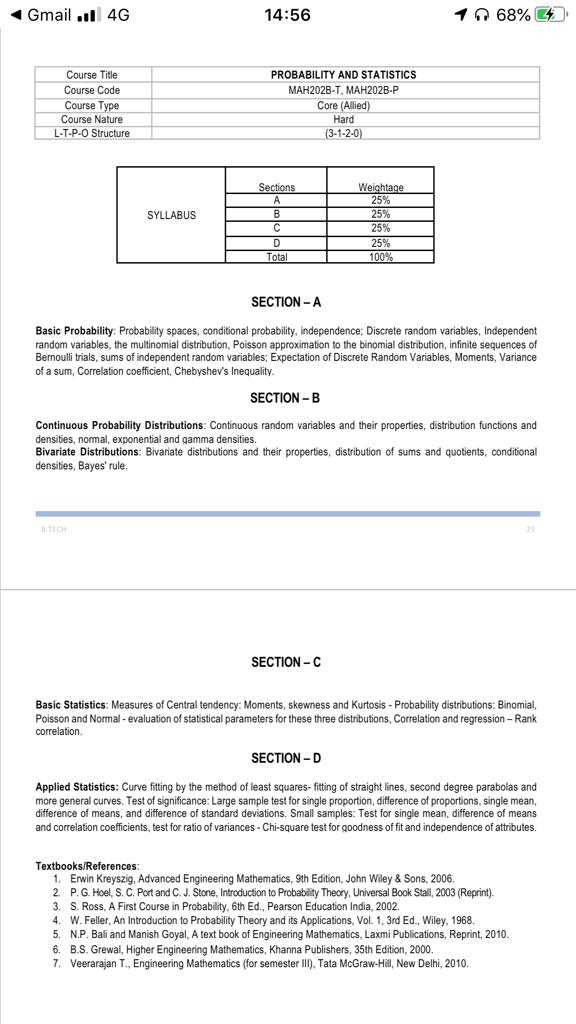 ◀ Gmail 4G 14:56 68%
Course Title PROBABILITY AND STATISTICS
Course Code MAH202B-T, MAH202B-P
Course Type Core (Allied)
Course Nature Hard
L-T-P-O Structure (3-1-2-0)
SYLLABUS
Sections Weightage
A 25%
B 25%
C 25%
D 25%
Total 100%
SECTION – A
Basic Probability: Probability spaces, conditional probability, independence; Discrete random variables, Independent
random variables, the multinomial distribution, Poisson approximation to the binomial distribution, infinite sequences of
Bernoulli trials, sums of independent random variables; Expectation of Discrete Random Variables, Moments, Variance
of a sum, Correlation coefficient, Chebyshev's Inequality.
SECTION – B
Continuous Probability Distributions: Continuous random variables and their properties, distribution functions and
densities, normal, exponential and gamma densities.
Bivariate Distributions: Bivariate distributions and their properties, distribution of sums and quotients, conditional
densities, Bayes' rule.
B.TECH 25
SECTION – C
Basic Statistics: Measures of Central tendency: Moments, skewness and Kurtosis - Probability distributions: Binomial,
Poisson and Normal - evaluation of statistical parameters for these three distributions, Correlation and regression – Rank
correlation.
SECTION – D
Applied Statistics: Curve fitting by the method of least squares- fitting of straight lines, second degree parabolas and
more general curves. Test of significance: Large sample test for single proportion, difference of proportions, single mean,
difference of means, and difference of standard deviations. Small samples: Test for single mean, difference of means
and correlation coefficients, test for ratio of variances - Chi-square test for goodness of fit and independence of attributes.
Textbooks/References:
1. Erwin Kreyszig, Advanced Engineering Mathematics, 9th Edition, John Wiley & Sons, 2006.
2. P. G. Hoel, S. C. Port and C. J. Stone, Introduction to Probability Theory, Universal Book Stall, 2003 (Reprint).
3. S. Ross, A First Course in Probability, 6th Ed., Pearson Education India, 2002.
4. W. Feller, An Introduction to Probability Theory and its Applications, Vol. 1, 3rd Ed., Wiley, 1968.
5. N.P. Bali and Manish Goyal, A text book of Engineering Mathematics, Laxmi Publications, Reprint, 2010.
6. B.S. Grewal, Higher Engineering Mathematics, Khanna Publishers, 35th Edition, 2000.
7. Veerarajan T., Engineering Mathematics (for semester III), Tata McGraw-Hill, New Delhi, 2010.